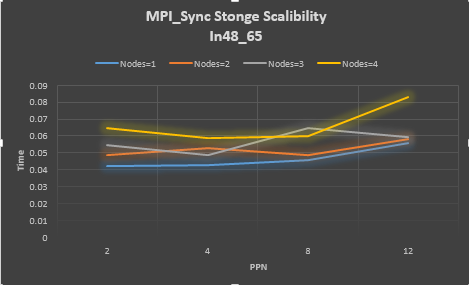 MPI_Sync Stonge Scalibility
In48_65
Nodes=1 Nodes=2 Nodes=3 Nodes=4
0.09
0.08
0.07
0.06
0.05
0.04
0.03
0.02
0.01
0
Time
2 4 8 12
PPN